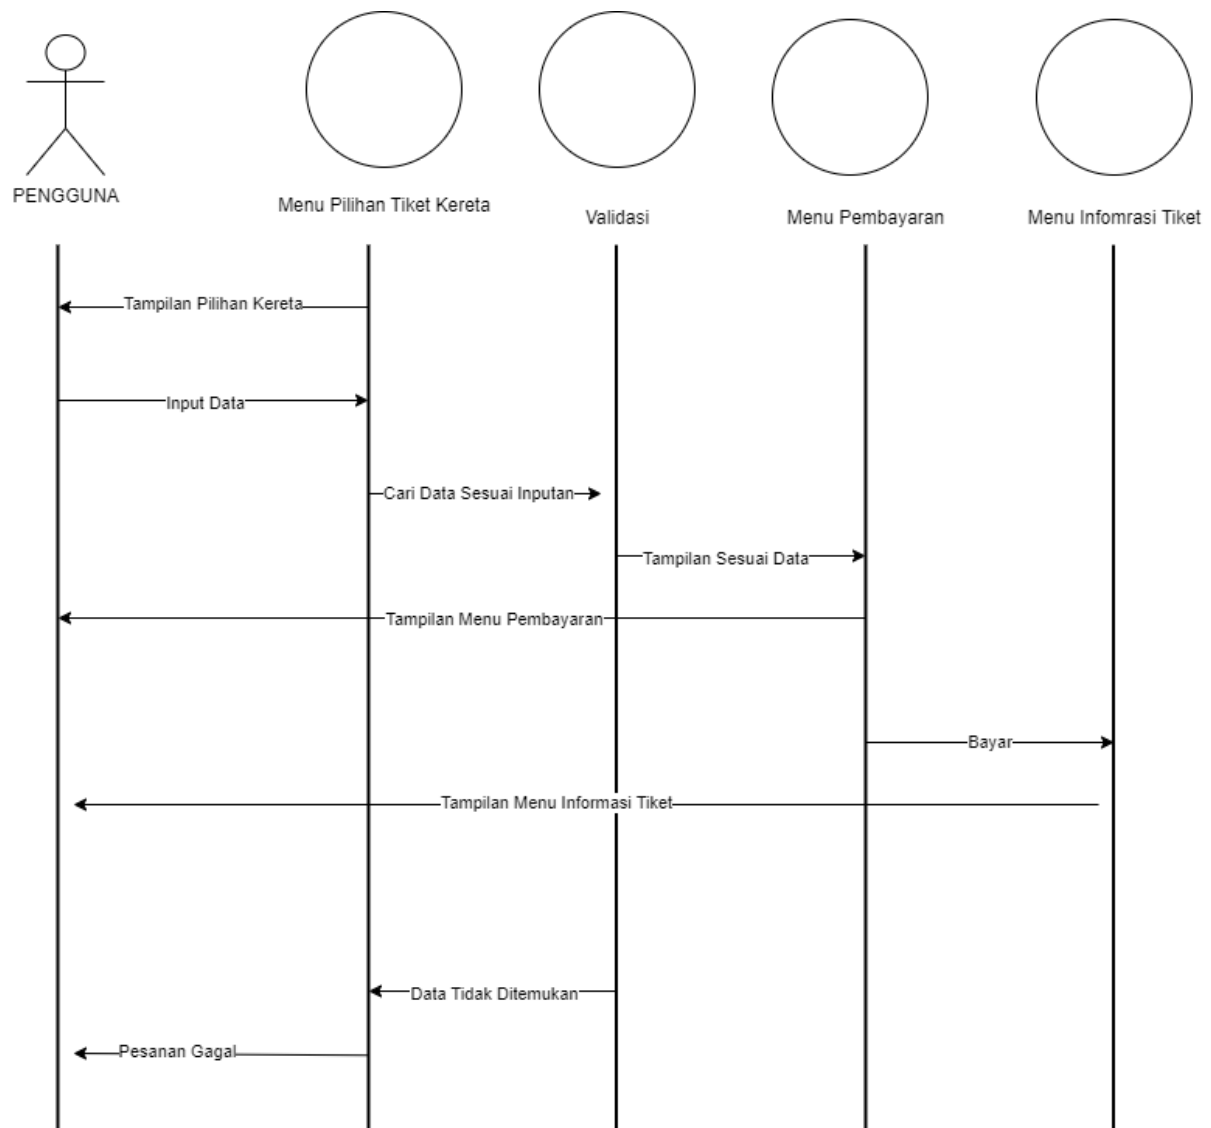 PENGGUNA
Menu Pilihan Tiket Kereta
Validasi
Menu Pembayaran
Menu Infomrasi Tiket
Tampilan Pilihan Kereta
Input Data
Cari Data Sesuai Inputan
Tampilan Sesuai Data
Tampilan Menu Pembayaran
Bayar
Tampilan Menu Informasi Tiket
Data Tidak Ditemukan
Pesanan Gagal